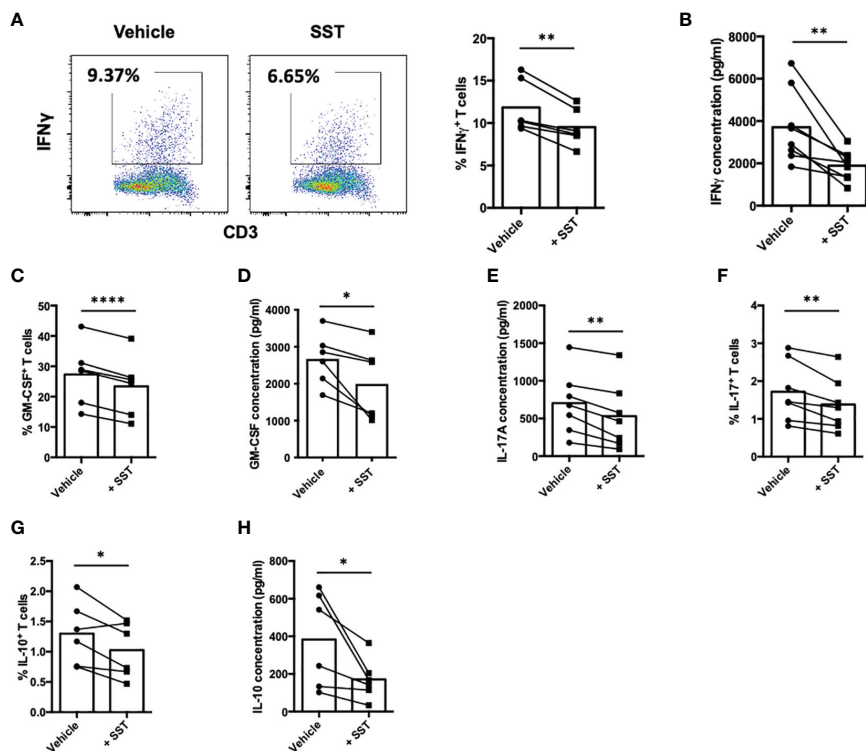 A
Vehicle
SST
9.37%
6.65%
IFNγ
CD3
**
% IFNγ⁺ T cells
20
15
10
5
0
Vehicle
+ SST
B
**
IFNγ concentration (pg/ml)
8000
6000
4000
2000
0
Vehicle
+ SST
C
****
% GM-CSF⁺ T cells
50
40
30
20
10
0
Vehicle
+ SST
D
*
GM-CSF concentration (pg/ml)
4000
3000
2000
1000
0
Vehicle
+ SST
E
**
IL-17A concentration (pg/ml)
2000
1500
1000
500
0
Vehicle
+ SST
F
**
% IL-17⁺ T cells
4
3
2
1
0
Vehicle
+ SST
G
*
% IL-10⁺ T cells
2.5
2.0
1.5
1.0
0.5
0.0
Vehicle
+ SST
H
*
IL-10 concentration (pg/ml)
800
600
400
200
0
Vehicle
+ SST